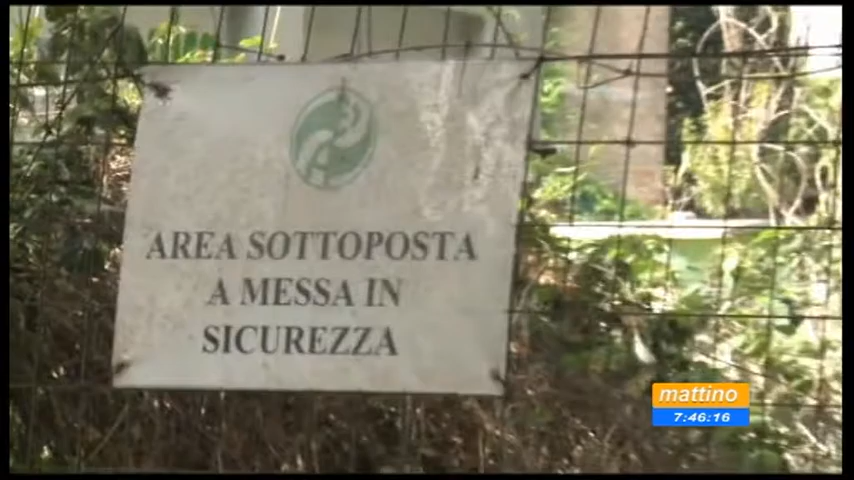 AREA SOTTOPOSTA
A MESSA IN
SICUREZZA
mattino
7:46:16